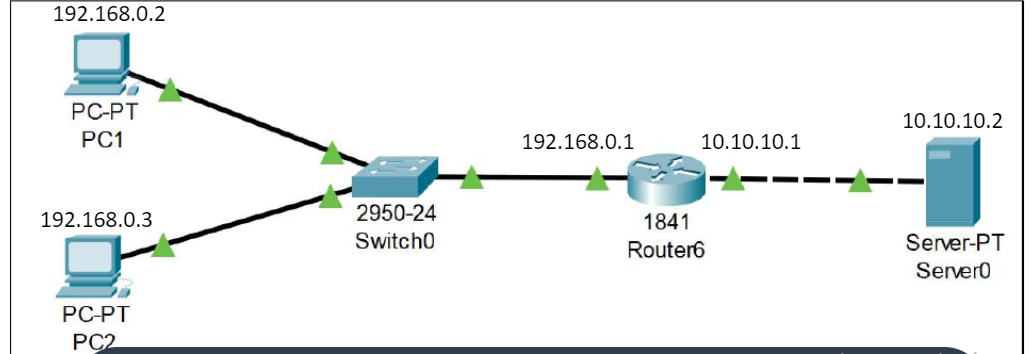 192.168.0.2
PC-PT
PC1
192.168.0.1
10.10.10.1
10.10.10.2
192.168.0.3
2950-24
Switch0
1841
Router6
Server-PT
Server0
PC-PT
PC2